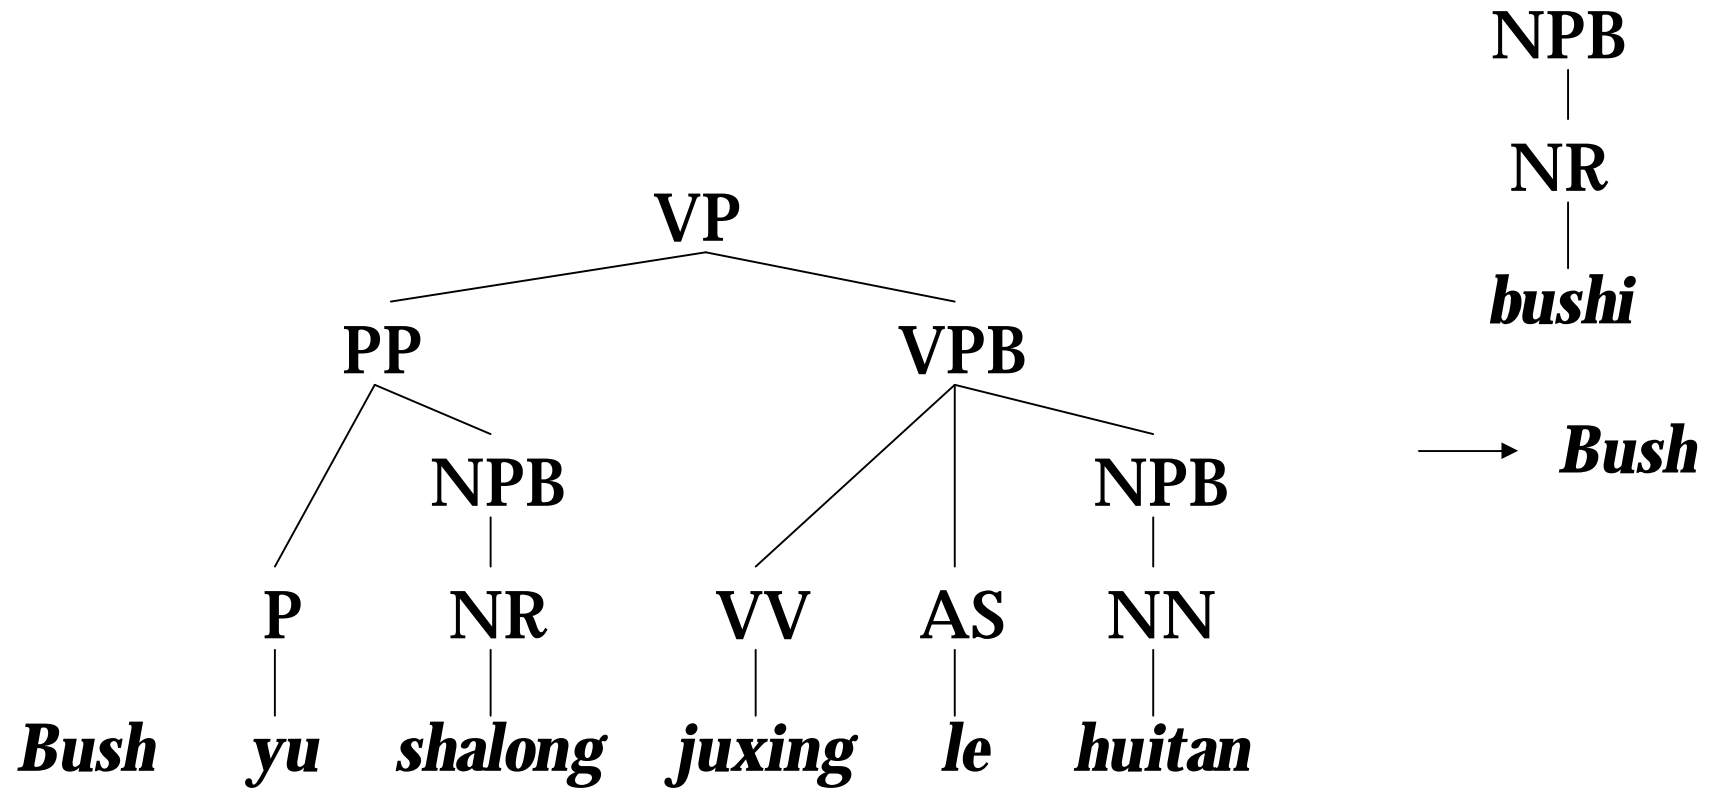 NPB
NR
VP
bushi
PP VPB
Bush
NPB NPB
P NR VV AS NN
Bush yu shalong juxing le huitan